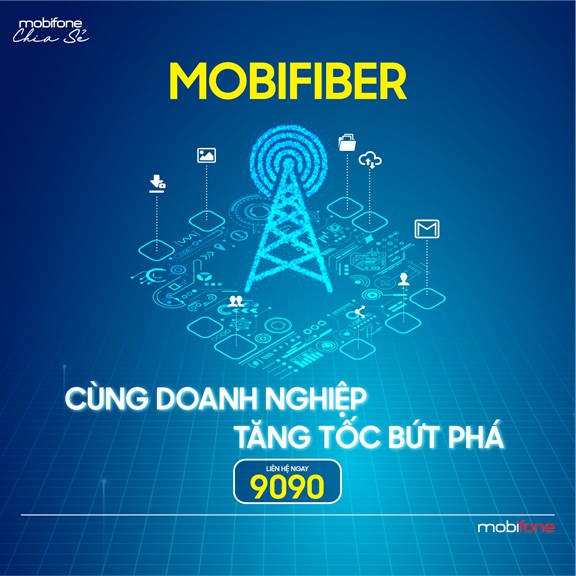 mobifone
Chia Sẻ
MOBIFIBER
CÙNG DOANH NGHIỆP
TĂNG TỐC BỨT PHÁ
LIÊN HỆ NGAY
9090
mobifone